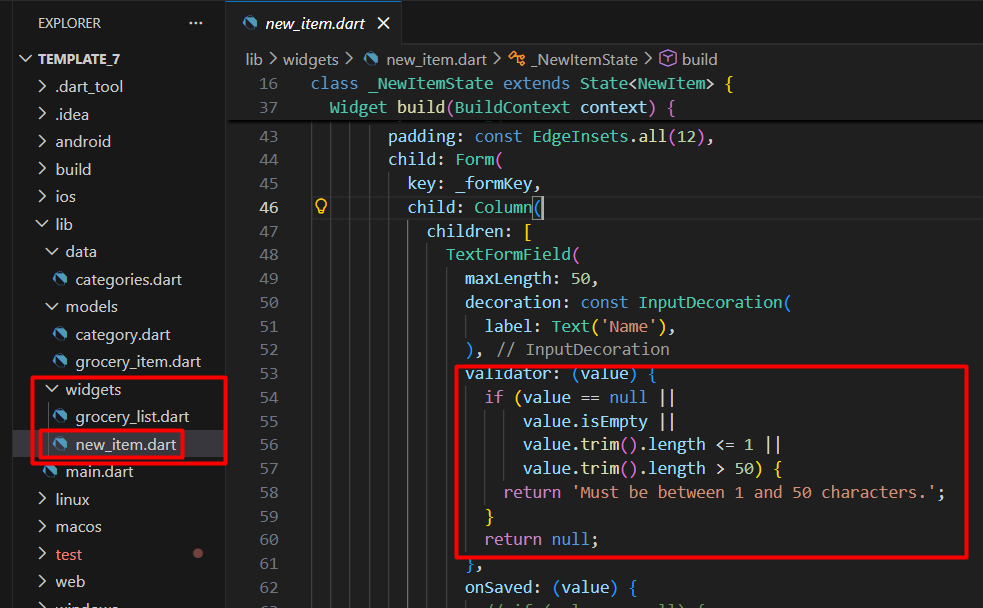 EXPLORER
...
TEMPLATE_7
.dart_tool
.idea
android
build
ios
lib
data
categories.dart
models
category.dart
grocery_item.dart
widgets
grocery_list.dart
new_item.dart
main.dart
linux
macos
test
web
windows
new_item.dart
lib > widgets > new_item.dart > _NewItemState > build
16 class _NewItemState extends State<NewItem> {
37 Widget build(BuildContext context) {
43 padding: const EdgeInsets.all(12),
44 child: Form(
45 key: _formKey,
46 child: Column(
47 children: [
48 TextFormField(
49 maxLength: 50,
50 decoration: const InputDecoration(
51 label: Text('Name'),
52 ), // InputDecoration
53 validator: (value) {
54 if (value == null ||
55 value.isEmpty ||
56 value.trim().length <= 1 ||
57 value.trim().length > 50) {
58 return 'Must be between 1 and 50 characters.';
59 }
60 return null;
61 },
62 onSaved: (value) {